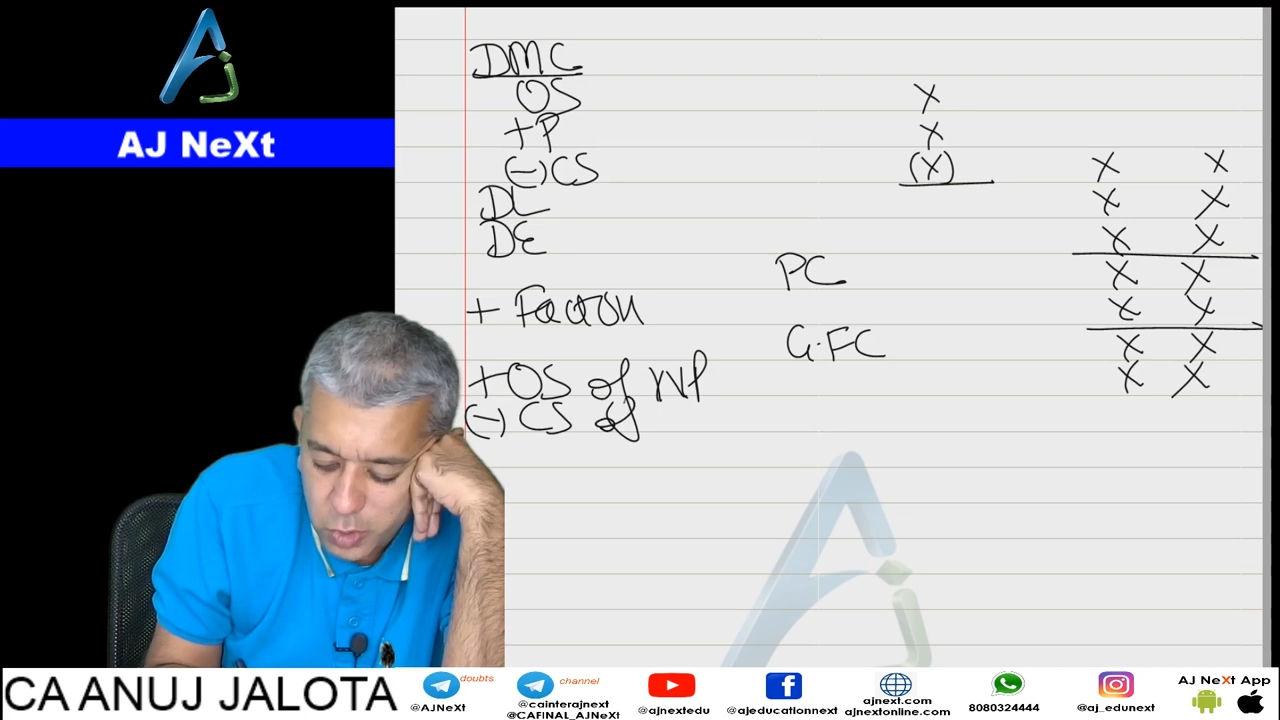 AJ NeXt
DMC
OS X
+P X
(-) CS (X) X X
DL X X
DE X X
PC X X
+ Factory X X
G.FC X X
+OS of WP X X
(-) CS of
CA ANUJ JALOTA
doubts
@AJNeXt
channel
@cainterajnext
@CAFINAL_AJNeXt
@ajnextedu
@ajeducationnext
ajnext.com
ajnextonline.com
8080324444
@aj_edunext
AJ NeXt App